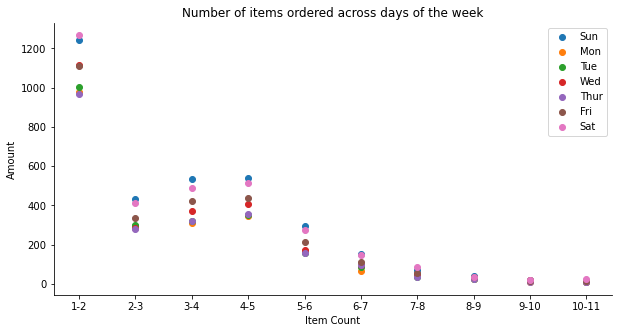 Number of items ordered across days of the week
Sun
Mon
Tue
Wed
Thur
Fri
Sat
1200
1000
800
600
400
200
0
Amount
1-2 2-3 3-4 4-5 5-6 6-7 7-8 8-9 9-10 10-11
Item Count